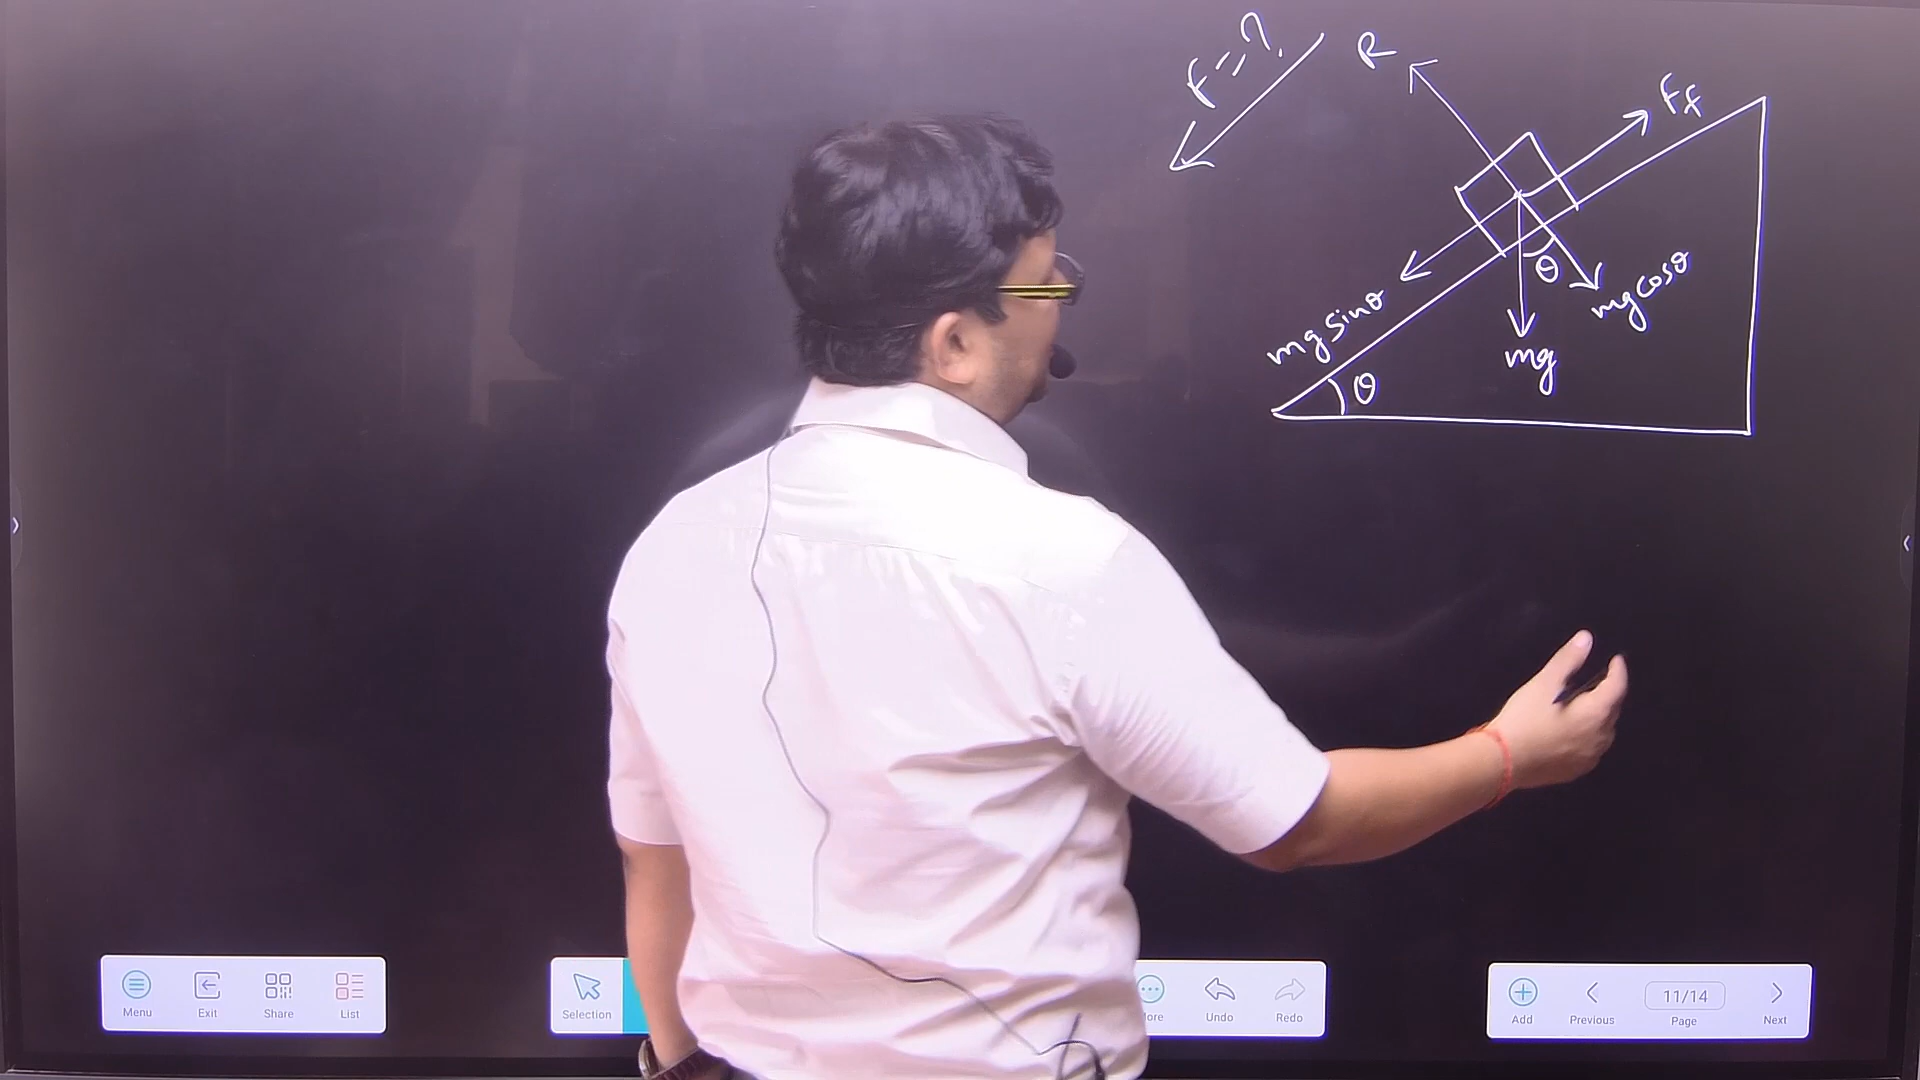 F = ?
R
Ff
θ
mg cosθ
mg sinθ
mg
θ
Menu
Exit
Share
List
Selection
ore
Undo
Redo
Add
Previous
11/14
Page
Next